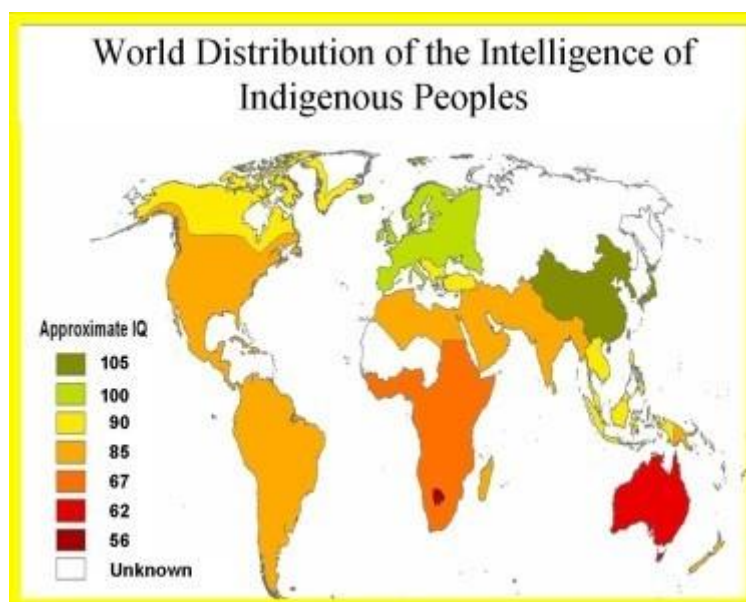 World Distribution of the Intelligence of
Indigenous Peoples
Approximate IQ
105
100
90
85
67
62
56
Unknown